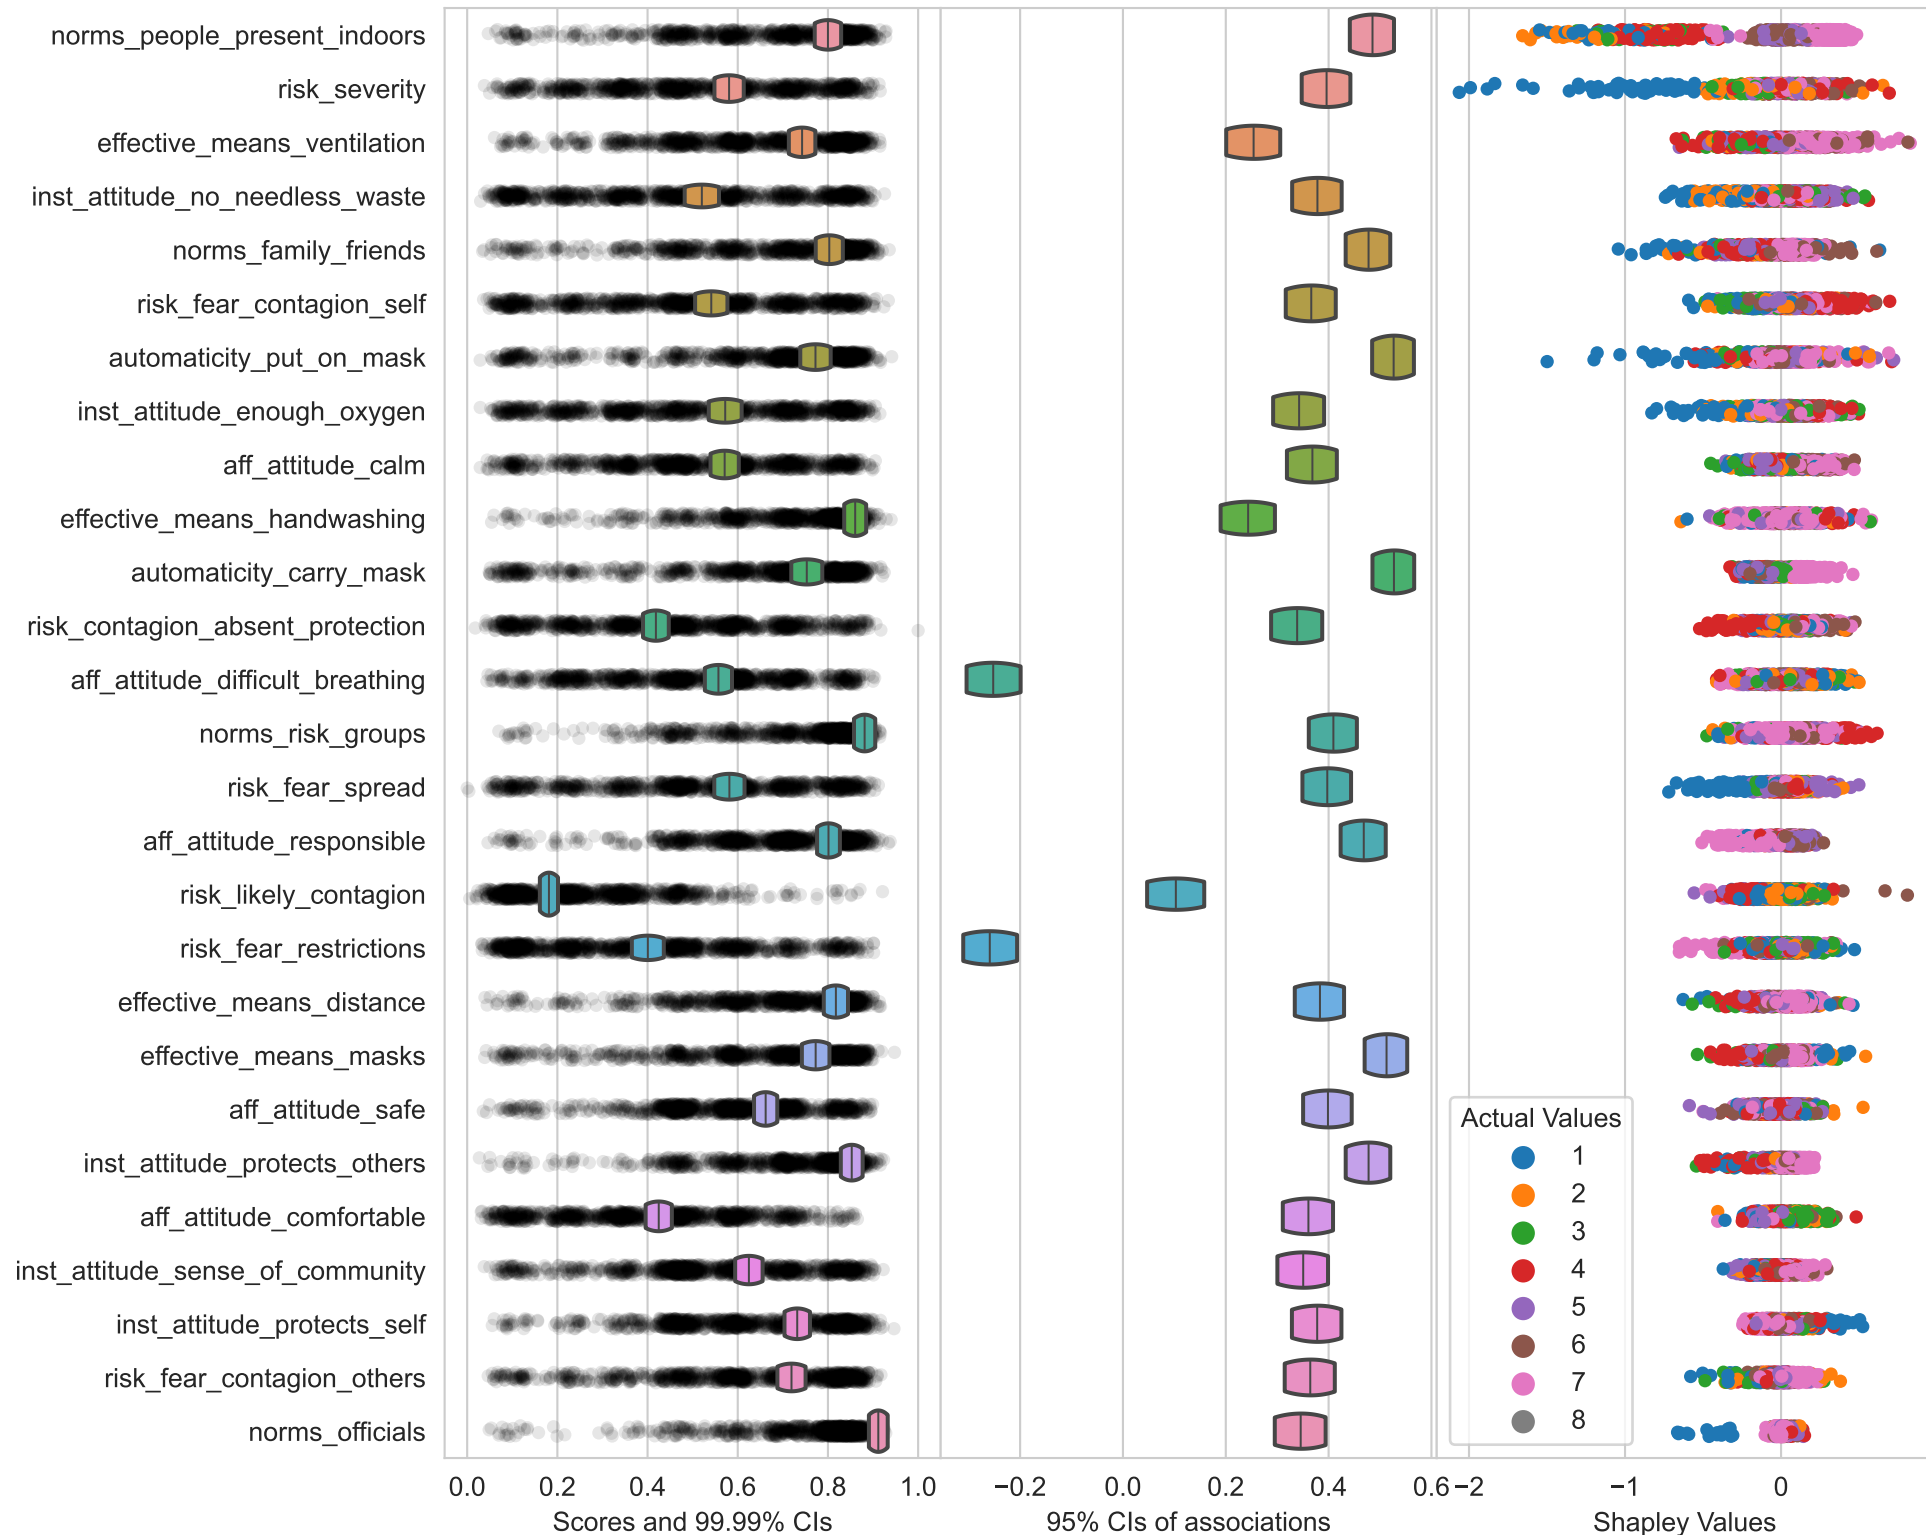 norms_people_present_indoors
risk_severity
effective_means_ventilation
inst_attitude_no_needless_waste
norms_family_friends
risk_fear_contagion_self
automaticity_put_on_mask
inst_attitude_enough_oxygen
aff_attitude_calm
effective_means_handwashing
automaticity_carry_mask
risk_contagion_absent_protection
aff_attitude_difficult_breathing
norms_risk_groups
risk_fear_spread
aff_attitude_responsible
risk_likely_contagion
risk_fear_restrictions
effective_means_distance
effective_means_masks
aff_attitude_safe
inst_attitude_protects_others
aff_attitude_comfortable
inst_attitude_sense_of_community
inst_attitude_protects_self
risk_fear_contagion_others
norms_officials
Actual Values
1
2
3
4
5
6
7
8
0.0 0.2 0.4 0.6 0.8 1.0 −0.2 0.0 0.2 0.4 0.6 −2 −1 0
Scores and 99.99% CIs 95% CIs of associations Shapley Values